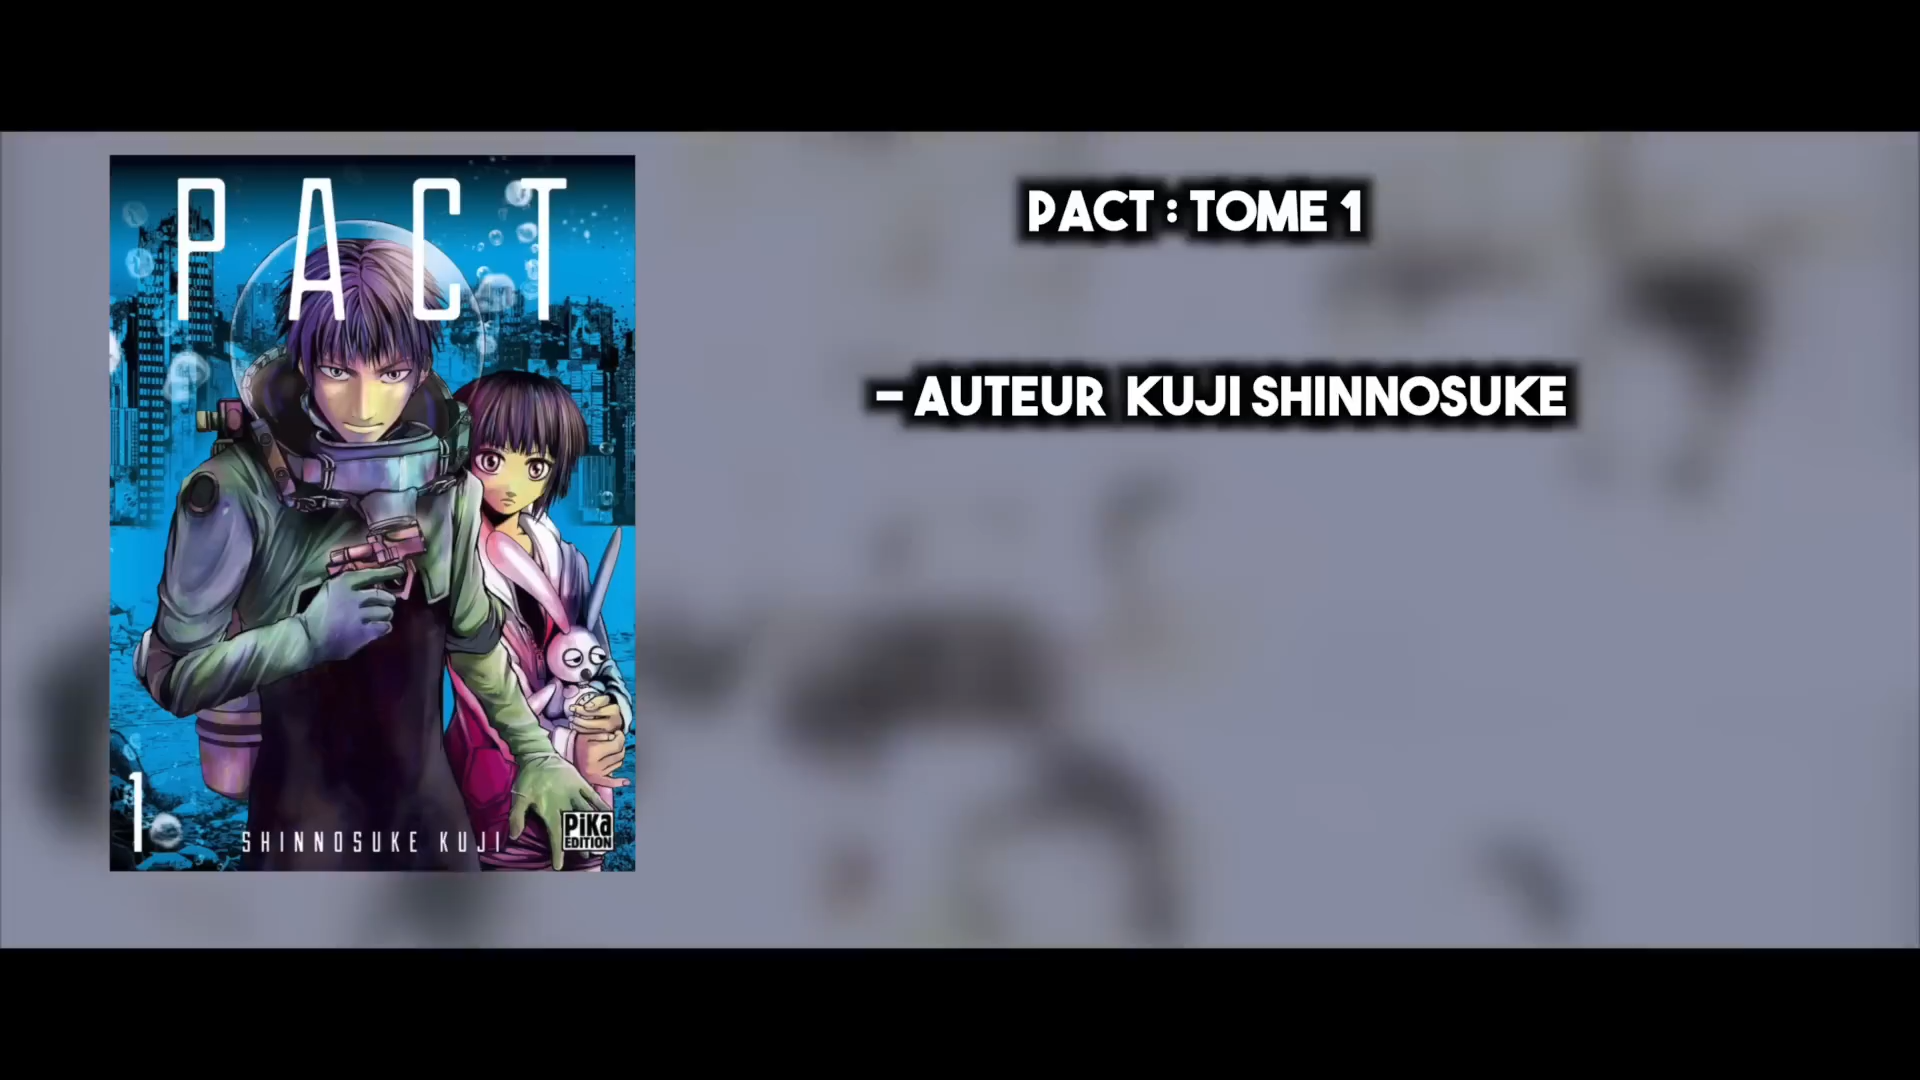 PACT
1
SHINNOSUKE KUJI
PiKa
EDITION
PACT : TOME 1
- AUTEUR KUJI SHINNOSUKE